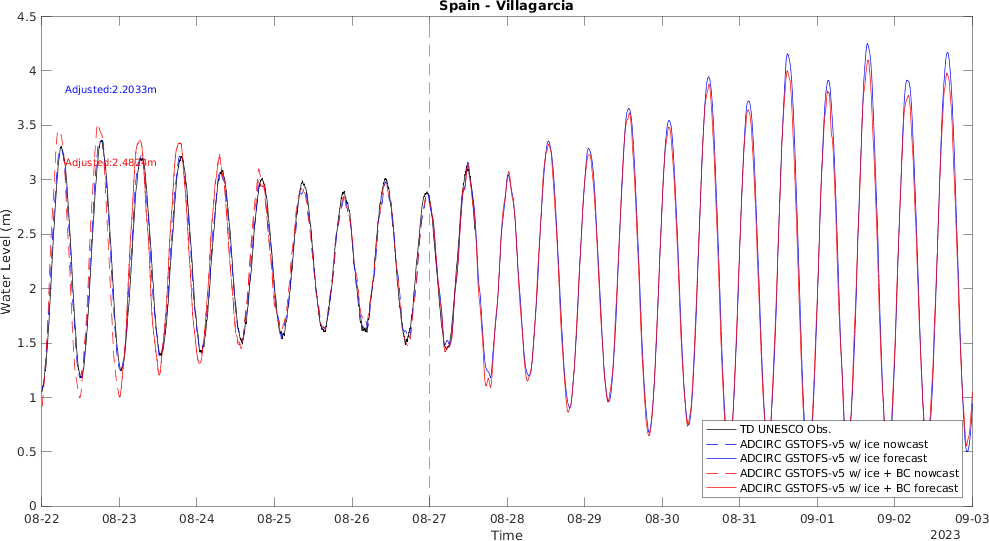 Spain - Villagarcia
Water Level (m)
4.5
4
3.5
3
2.5
2
1.5
1
0.5
0
Adjusted:2.2033m
TD UNESCO Obs.
ADCIRC GSTOFS-v5 w/ ice nowcast
ADCIRC GSTOFS-v5 w/ ice forecast
ADCIRC GSTOFS-v5 w/ ice + BC nowcast
ADCIRC GSTOFS-v5 w/ ice + BC forecast
08-22 08-23 08-24 08-25 08-26 08-27 08-28 08-29 08-30 08-31 09-01 09-02 09-03
Time
2023